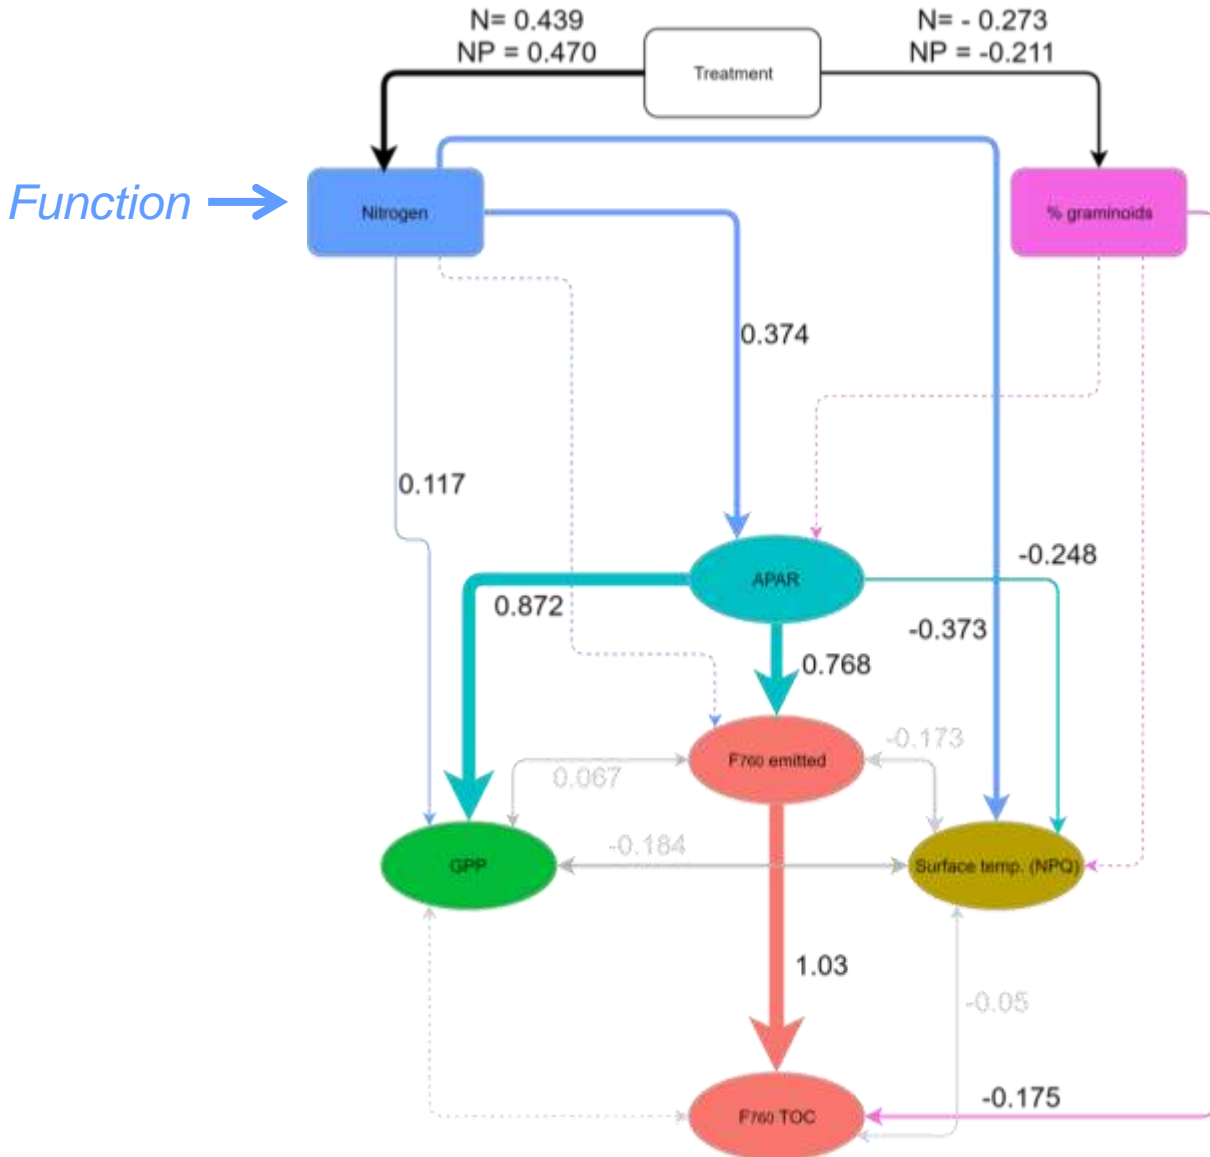 N= 0.439
NP = 0.470
N= - 0.273
NP = -0.211
Treatment
Function
Nitrogen
% graminoids
0.374
0.117
-0.248
APAR
0.872
-0.373
0.768
-0.173
F760 emitted
0.067
-0.184
GPP
Surface temp. (NPQ)
1.03
-0.05
-0.175
F760 TOC